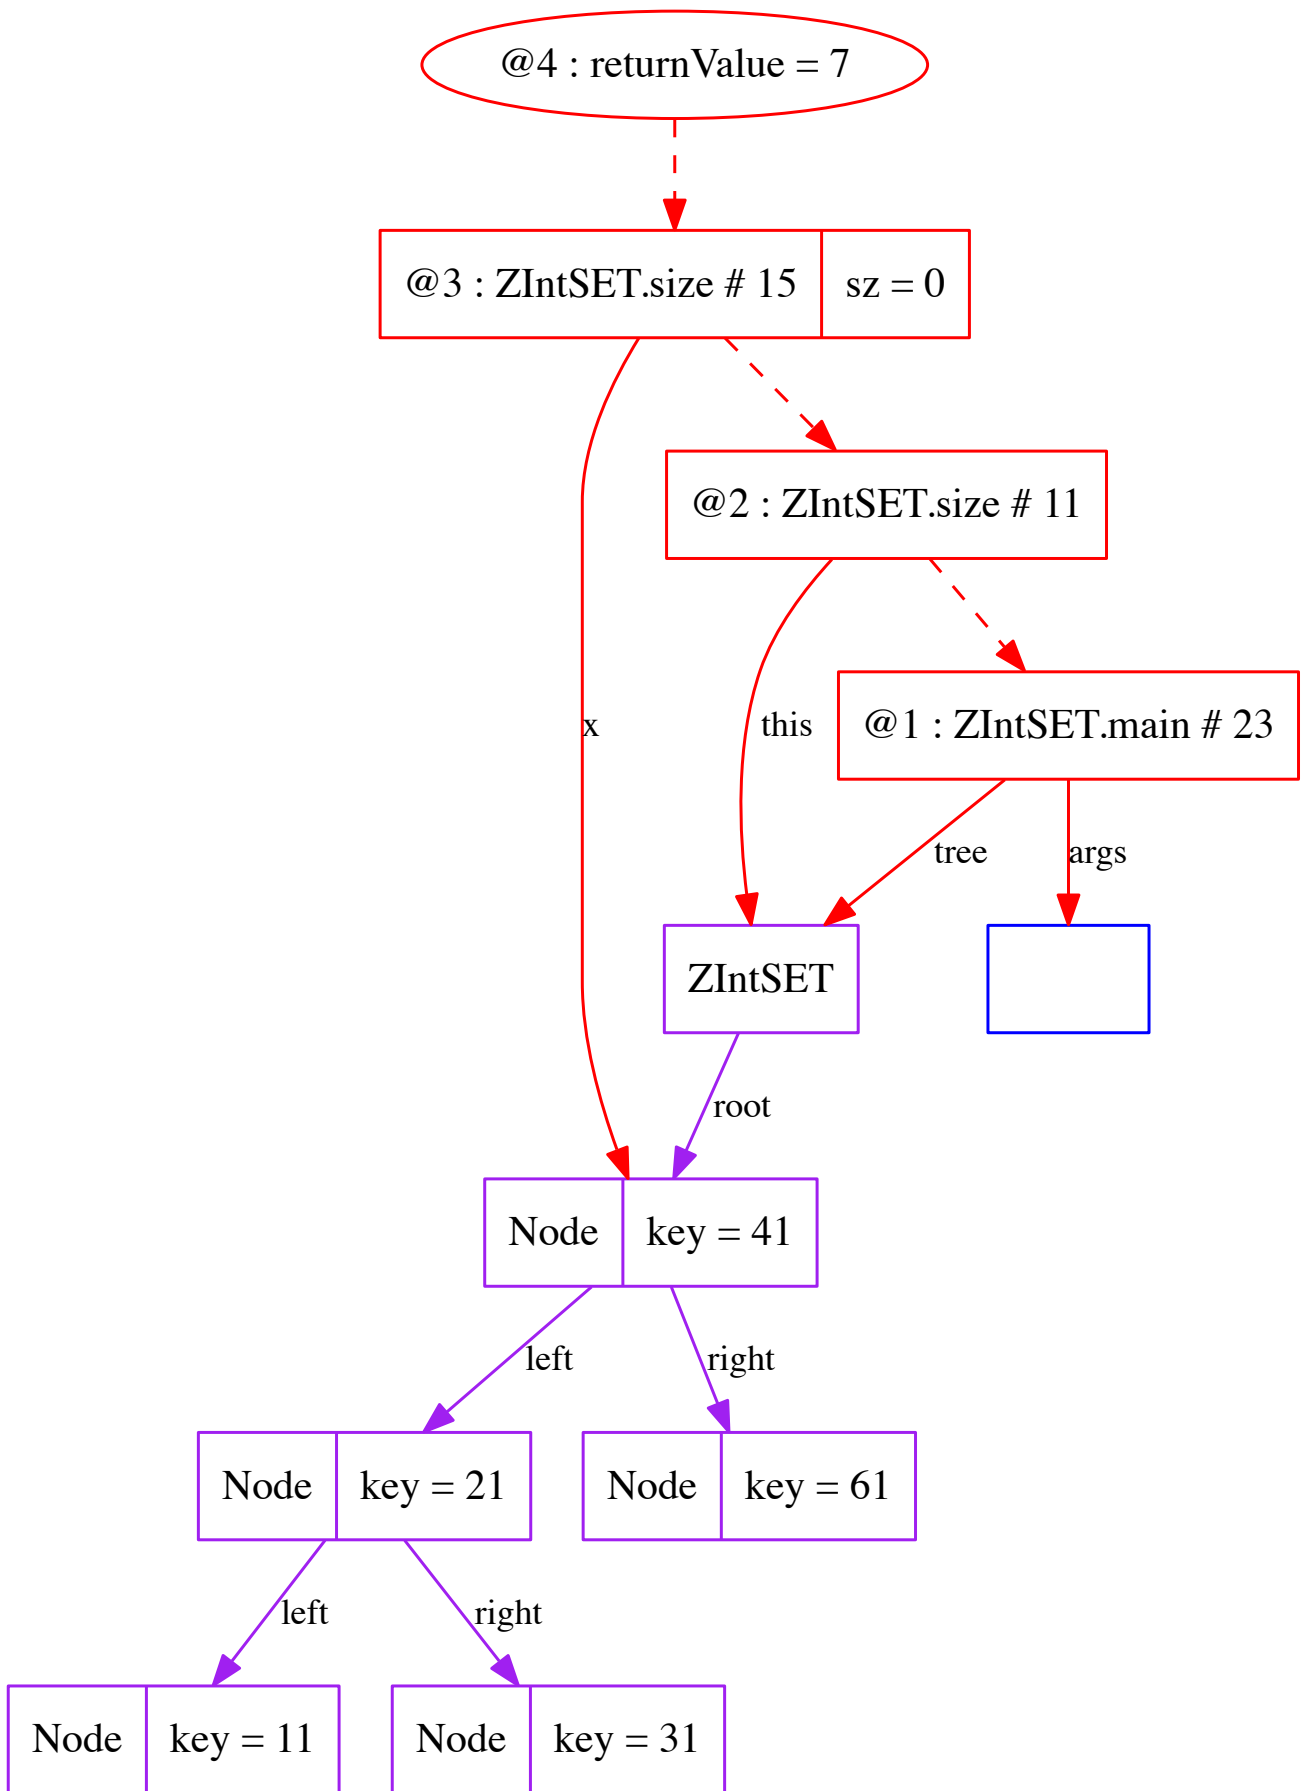 @4 : returnValue = 7
@3 : ZIntSET.size # 15
sz = 0
@2 : ZIntSET.size # 11
x
this
@1 : ZIntSET.main # 23
tree
args
ZIntSET
root
Node
key = 41
left
right
Node
key = 21
Node
key = 61
left
right
Node
key = 11
Node
key = 31